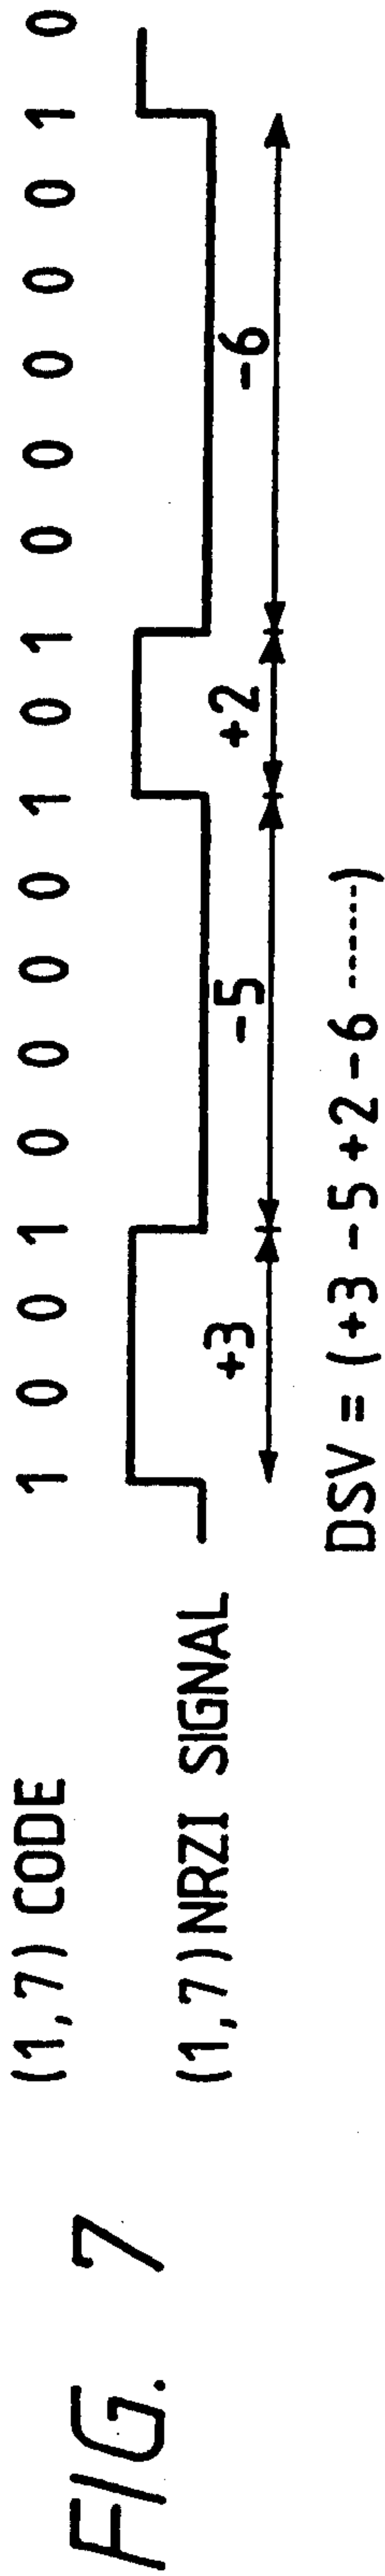 FIG. 7
(1,7) CODE 1 0 0 1 0 0 0 0 1 0 1 0 0 0 0 0 1 0
(1,7) NRZI SIGNAL
+3 -5 +2 -6
DSV = (+3 -5 +2 -6 ------)